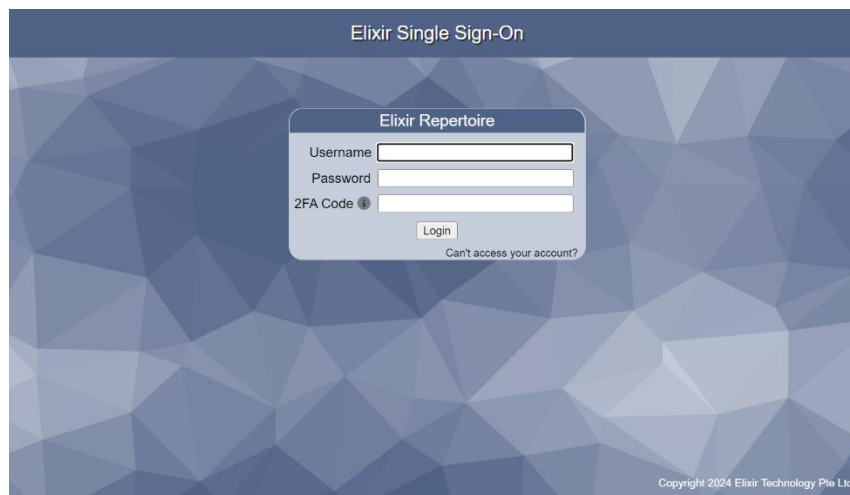 Elixir Single Sign-On
Elixir Repertoire
Username
Password
2FA Code i
Login
Can't access your account?
Copyright 2024 Elixir Technology Pte Ltd